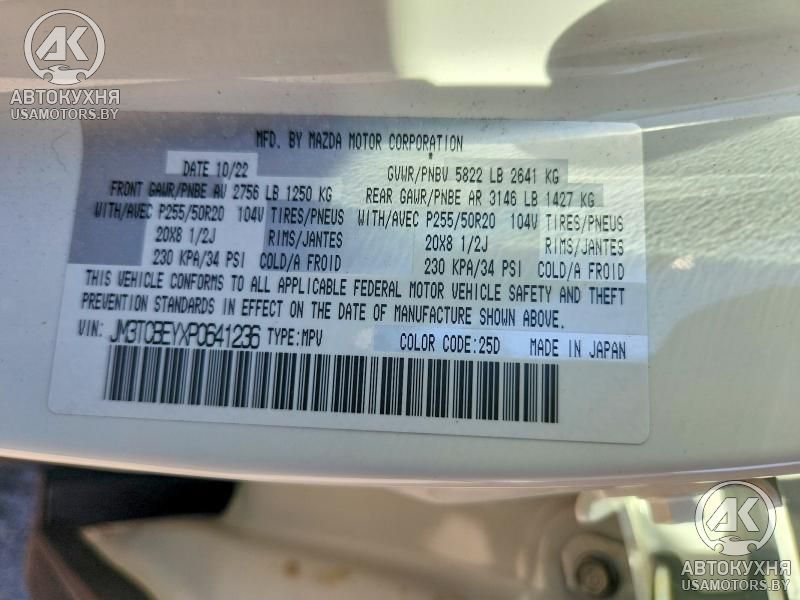 АК
АВТОКУХНЯ
USAMOTORS.BY
MFD. BY MAZDA MOTOR CORPORATION
DATE 10/22 GVWR/PNBV 5822 LB 2641 KG
FRONT GAWR/PNBE AV 2756 LB 1250 KG REAR GAWR/PNBE AR 3146 LB 1427 KG
WITH/AVEC P255/50R20 104V TIRES/PNEUS WITH/AVEC P255/50R20 104V TIRES/PNEUS
20X8 1/2J RIMS/JANTES 20X8 1/2J RIMS/JANTES
230 KPA/34 PSI COLD/A FROID 230 KPA/34 PSI COLD/A FROID
THIS VEHICLE CONFORMS TO ALL APPLICABLE FEDERAL MOTOR VEHICLE SAFETY AND THEFT
PREVENTION STANDARDS IN EFFECT ON THE DATE OF MANUFACTURE SHOWN ABOVE.
VIN: JM3TCBEYXP0641236 TYPE:MPV COLOR CODE:25D MADE IN JAPAN
АК
АВТОКУХНЯ
USAMOTORS.BY